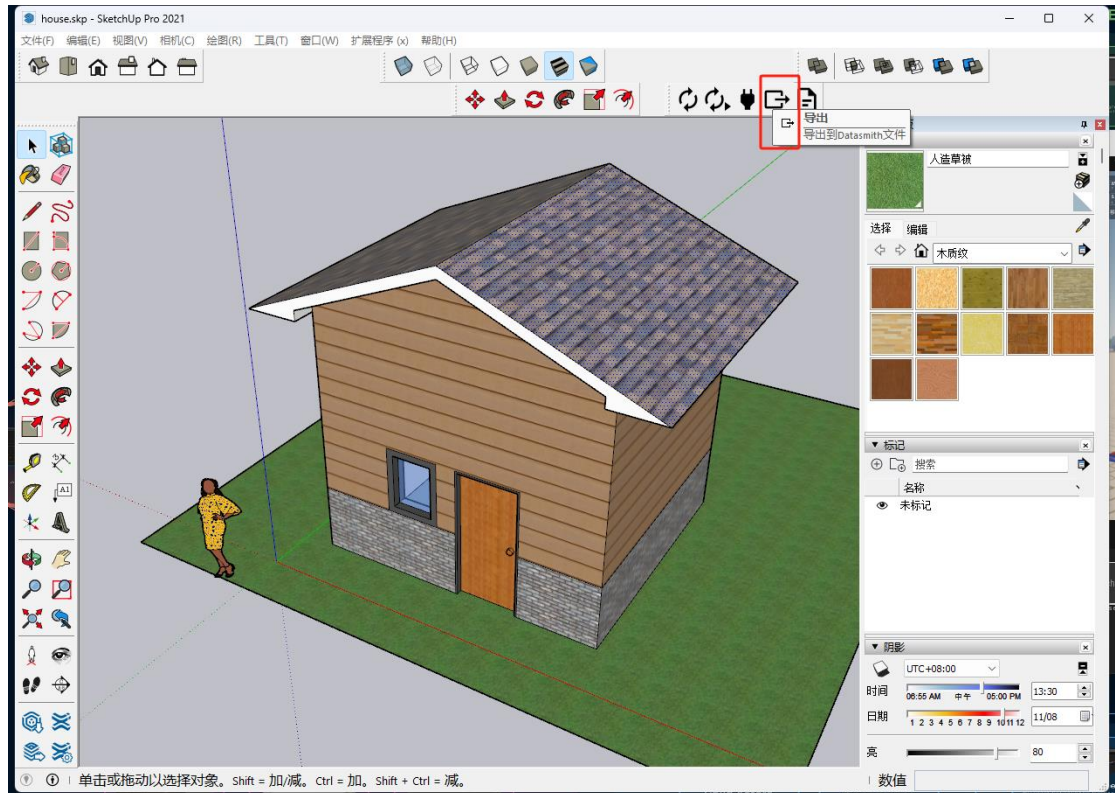 house.skp - SketchUp Pro 2021
文件(F) 编辑(E) 视图(V) 相机(C) 绘图(R) 工具(T) 窗口(W) 扩展程序 (x) 帮助(H)
导出
导出到Datasmith文件
人造草被
选择 编辑
木质纹
A1
▼ 标记
搜索
名称
未标记
▼ 阴影
UTC+08:00
时间 06:55 AM 中午 05:00 PM 13:30
日期 1 2 3 4 5 6 7 8 9 10 11 12 11/08
亮 80
单击或拖动以选择对象。Shift = 加/减。Ctrl = 加。Shift + Ctrl = 减。 数值